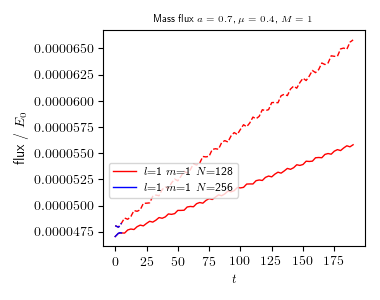 Mass flux a = 0.7, μ = 0.4, M = 1
flux / E₀
0.0000650
0.0000625
0.0000600
0.0000575
0.0000550
0.0000525
0.0000500
0.0000475
l=1 m=1 N=128
l=1 m=1 N=256
0 25 50 75 100 125 150 175
t